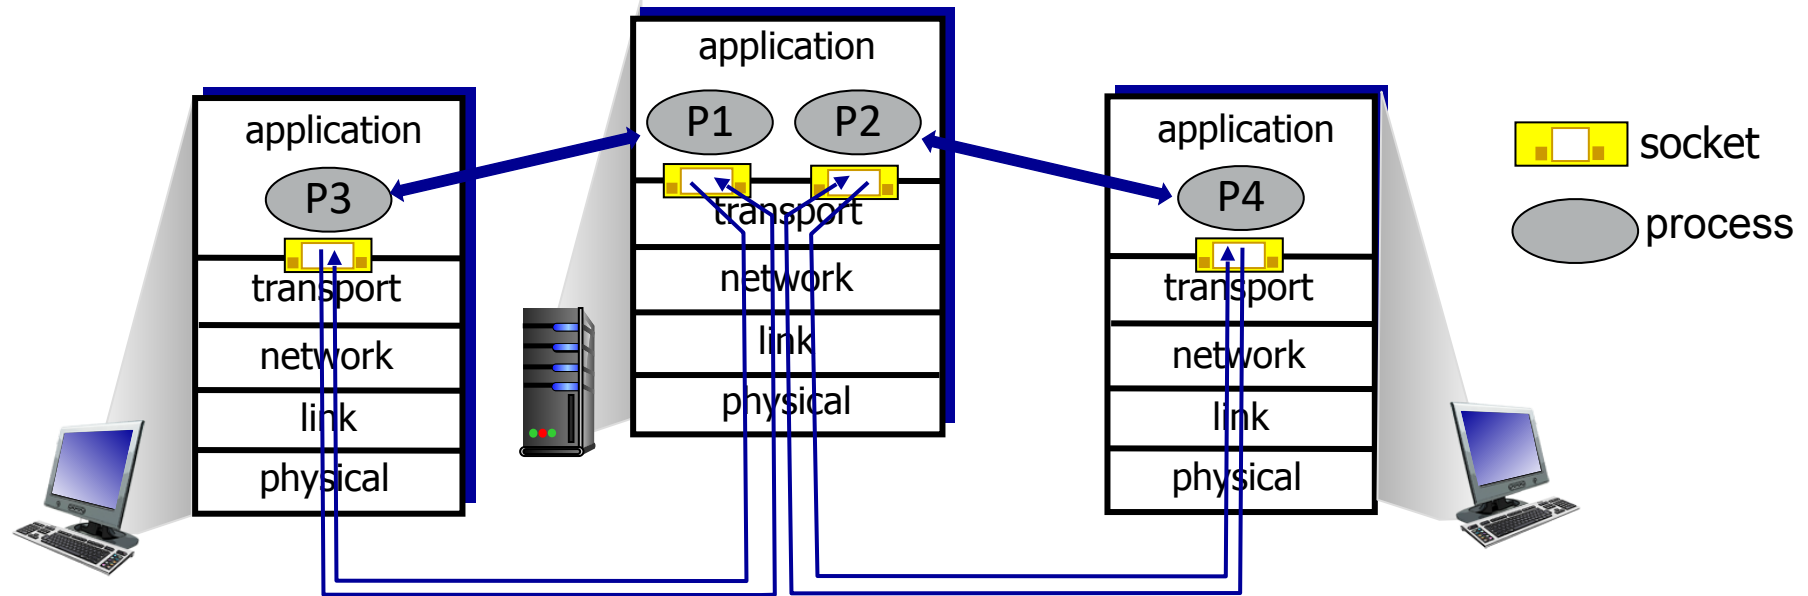 application
P3
transport
network
link
physical
application
P1 P2
transport
network
link
physical
application
P4
transport
network
link
physical
socket
process